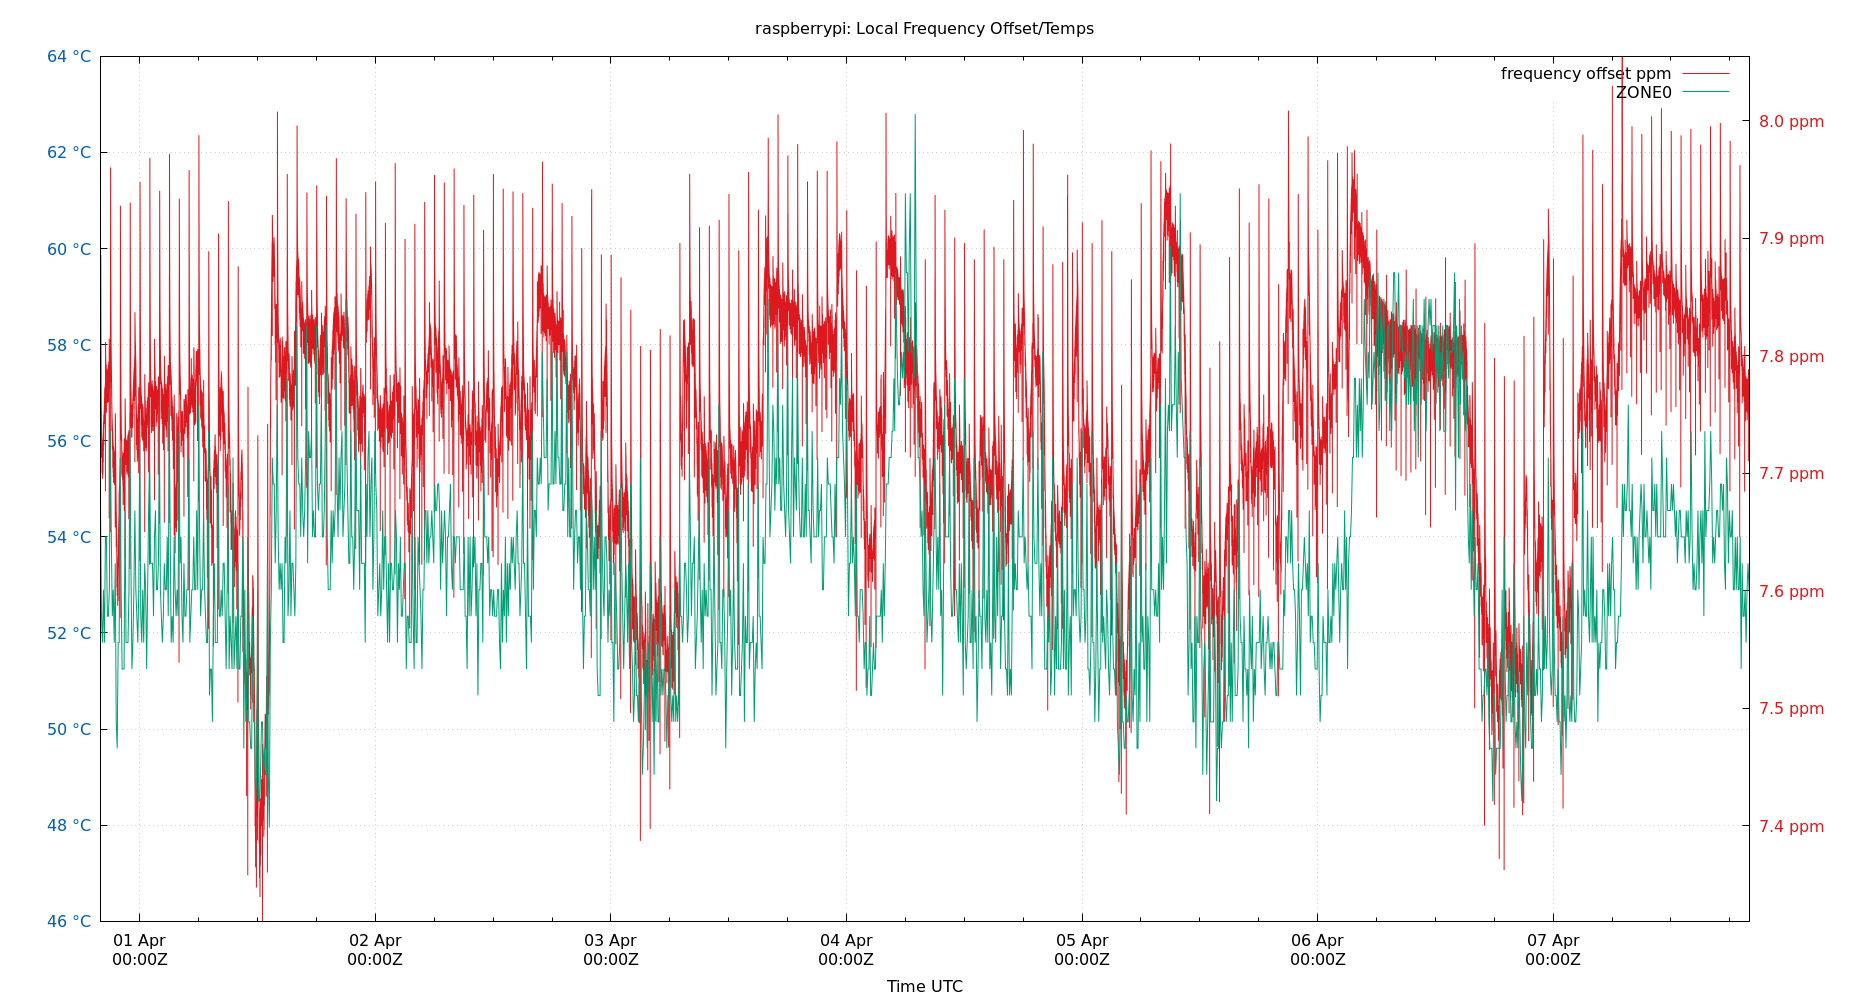 raspberrypi: Local Frequency Offset/Temps
64 °C
62 °C
60 °C
58 °C
56 °C
54 °C
52 °C
50 °C
48 °C
46 °C
frequency offset ppm
ZONE0
8.0 ppm
7.9 ppm
7.8 ppm
7.7 ppm
7.6 ppm
7.5 ppm
7.4 ppm
01 Apr
00:00Z
02 Apr
00:00Z
03 Apr
00:00Z
04 Apr
00:00Z
05 Apr
00:00Z
06 Apr
00:00Z
07 Apr
00:00Z
Time UTC